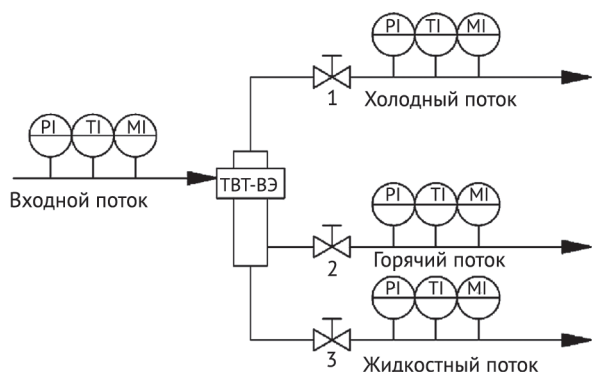 PI TI MI
1
Холодный поток
PI TI MI
Входной поток
ТВТ-ВЭ
PI TI MI
2
Горячий поток
PI TI MI
3
Жидкостный поток